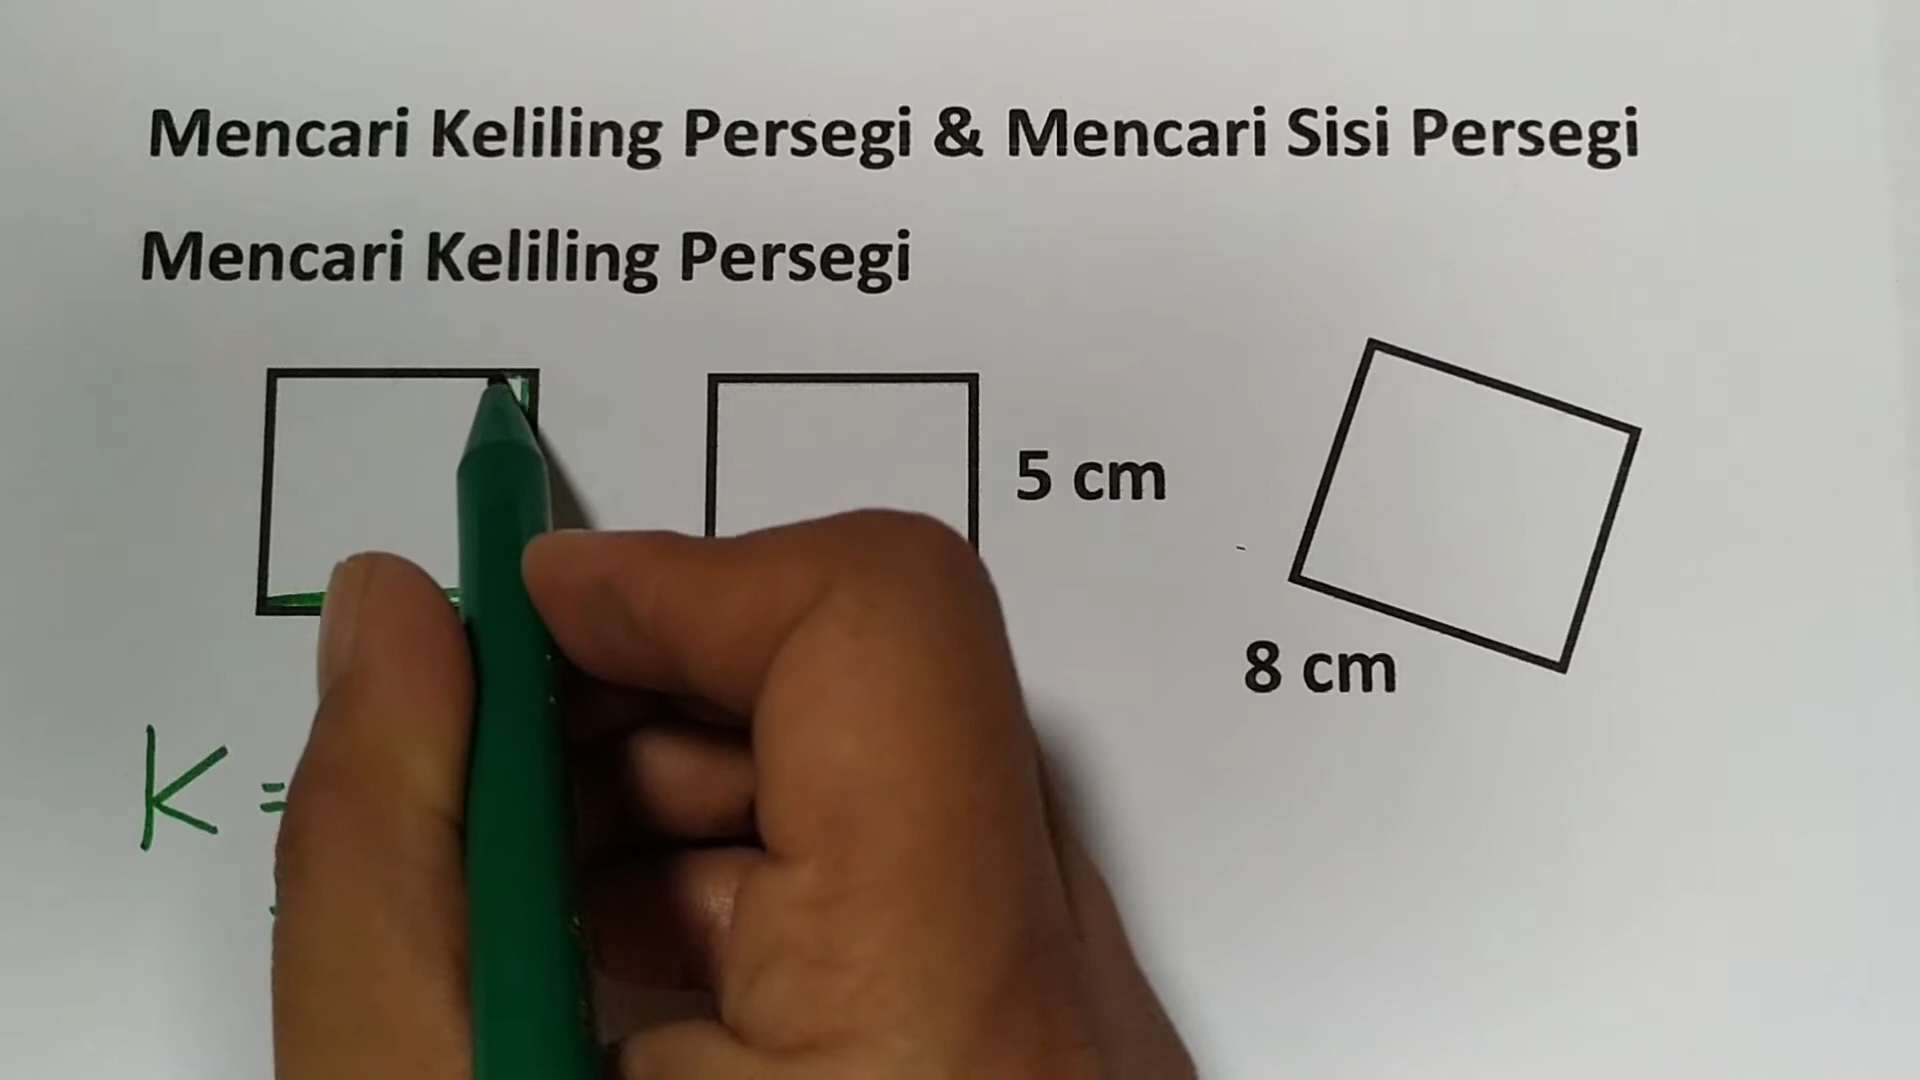 Mencari Keliling Persegi & Mencari Sisi Persegi
Mencari Keliling Persegi
5 cm
8 cm
K =